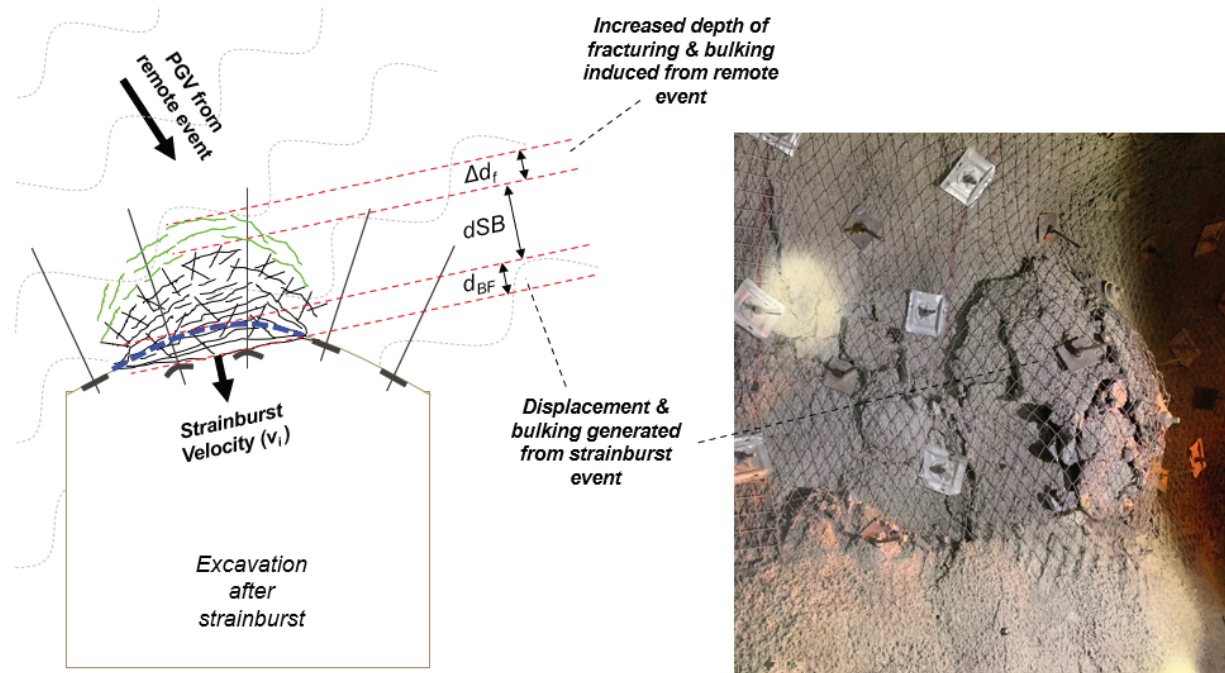 PGV from
remote event
Increased depth of
fracturing & bulking
induced from remote
event
Δd_f
dSB
d_BF
Strainburst
Velocity (v_i)
Displacement &
bulking generated
from strainburst
event
Excavation
after
strainburst